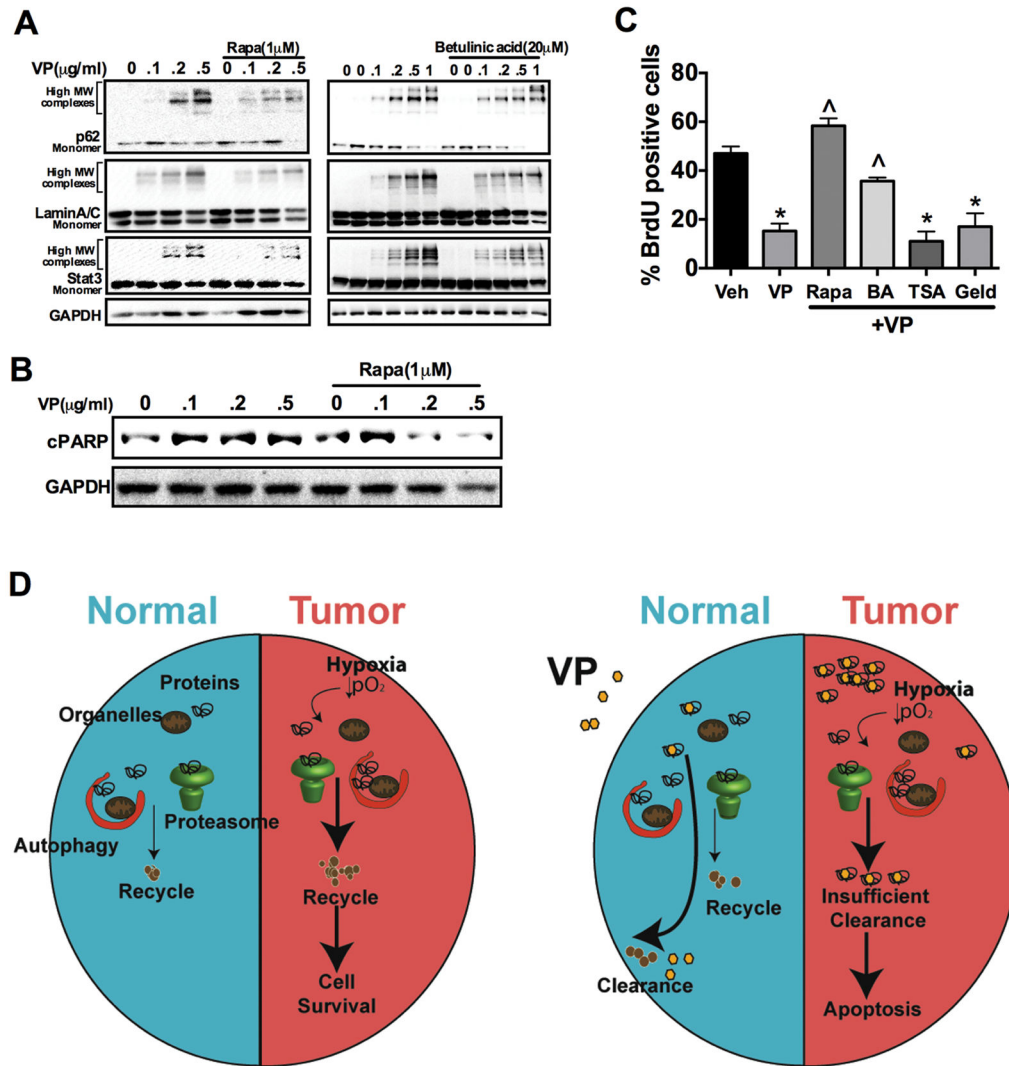 A
Rapa(1μM)
VP(μg/ml) 0 .1 .2 .5 0 .1 .2 .5
High MW
complexes
p62
Monomer
High MW
complexes
LaminA/C
Monomer
High MW
complexes
Stat3
Monomer
GAPDH
Betulinic acid(20μM)
0 0 .1 .2 .5 1 0 0 .1 .2 .5 1
B
Rapa(1μM)
VP(μg/ml) 0 .1 .2 .5 0 .1 .2 .5
cPARP
GAPDH
C
% BrdU positive cells
80
60
40
20
0
* ^ ^ * *
Veh VP Rapa BA TSA Geld
+VP
D
Normal Tumor
Proteins
Organelles
Autophagy
Proteasome
Recycle
Hypoxia
↓pO2
Recycle
Cell
Survival
Normal Tumor
VP
Recycle
Clearance
Hypoxia
↓pO2
Insufficient
Clearance
Apoptosis